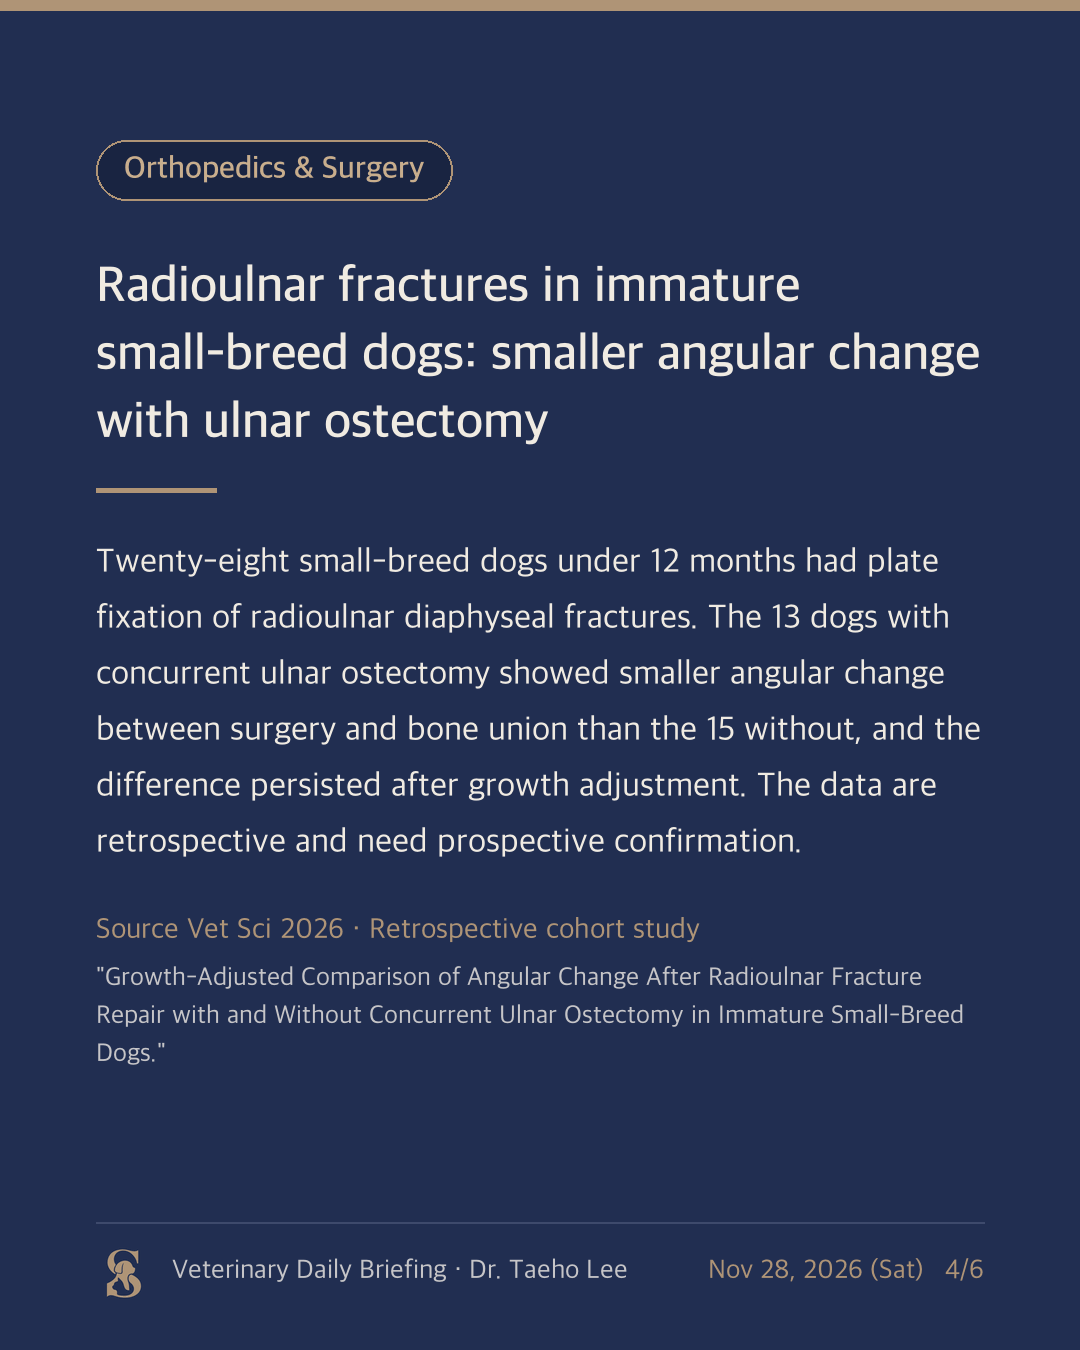 Orthopedics & Surgery
Radioulnar fractures in immature
small-breed dogs: smaller angular change
with ulnar ostectomy
Twenty-eight small-breed dogs under 12 months had plate
fixation of radioulnar diaphyseal fractures. The 13 dogs with
concurrent ulnar ostectomy showed smaller angular change
between surgery and bone union than the 15 without, and the
difference persisted after growth adjustment. The data are
retrospective and need prospective confirmation.
Source Vet Sci 2026 · Retrospective cohort study
"Growth-Adjusted Comparison of Angular Change After Radioulnar Fracture
Repair with and Without Concurrent Ulnar Ostectomy in Immature Small-Breed
Dogs."
Veterinary Daily Briefing · Dr. Taeho Lee
Nov 28, 2026 (Sat) 4/6